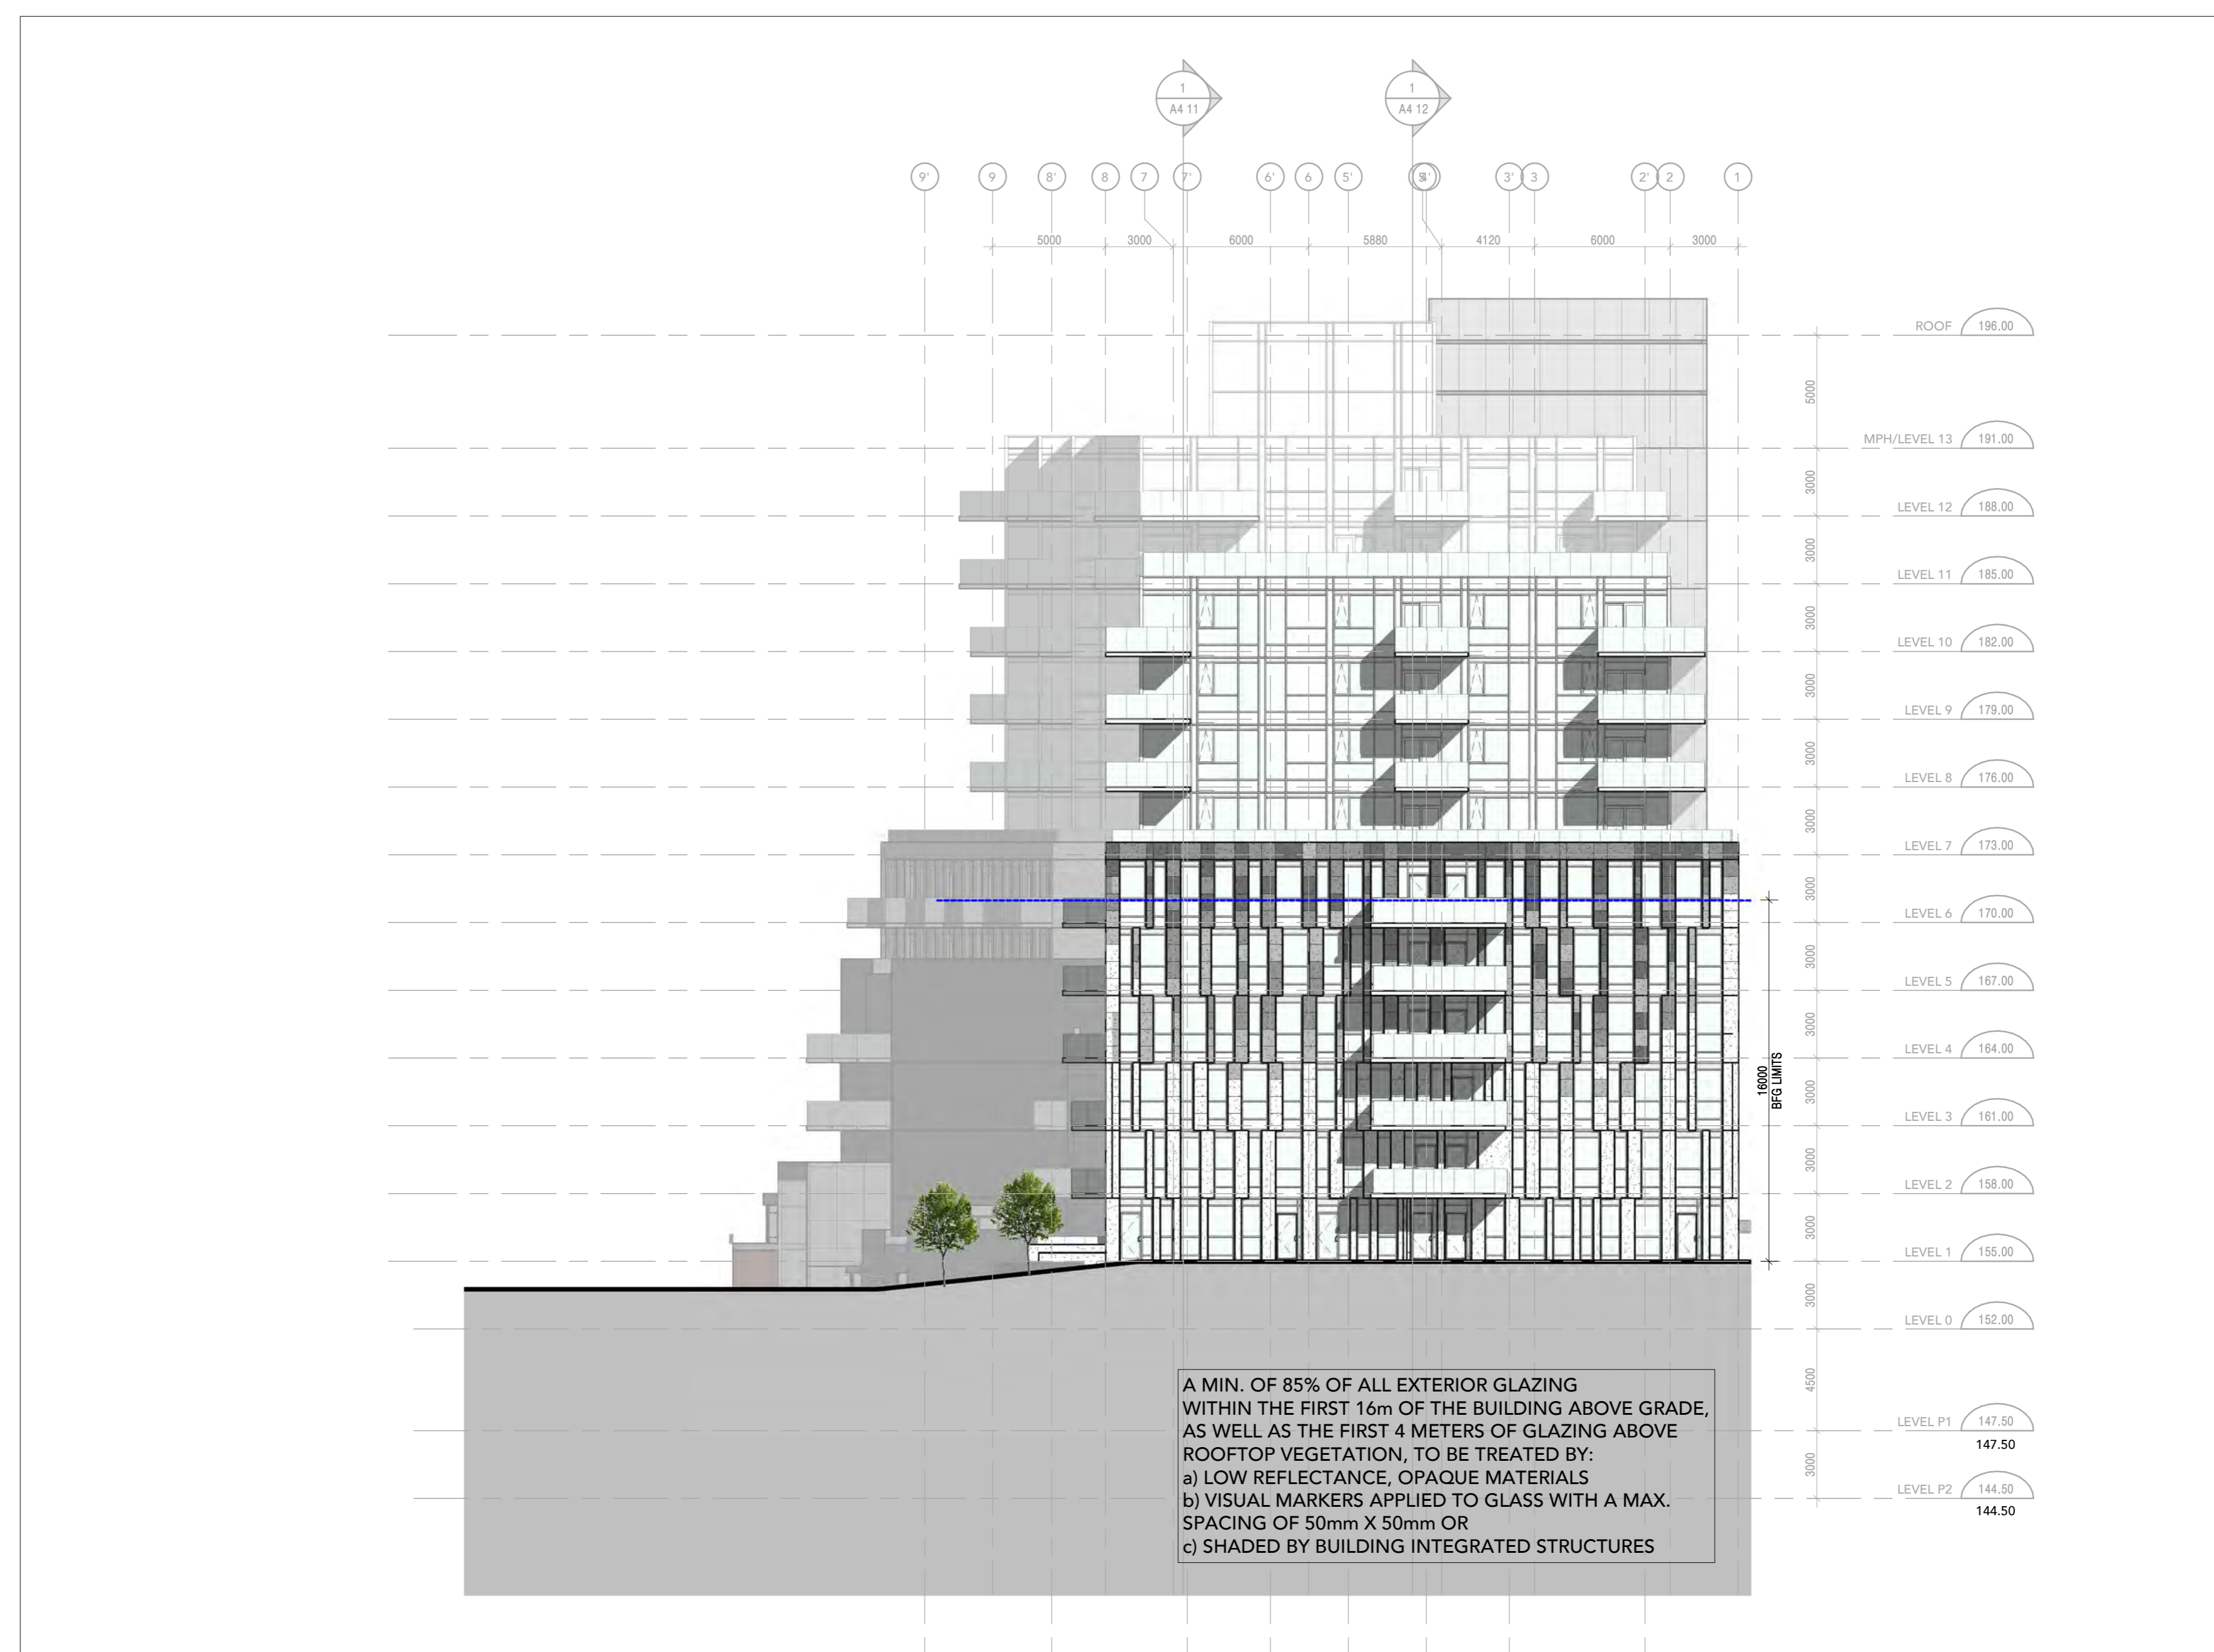 1 1
A4 11 A4 12
9' 9 8' 8 7 7' 6' 6 5' 4' 3' 3 2' 2 1
5000 3000 6000 5880 4120 6000 3000
ROOF 196.00
5000
MPH/LEVEL 13 191.00
3000
LEVEL 12 188.00
3000
LEVEL 11 185.00
3000
LEVEL 10 182.00
3000
LEVEL 9 179.00
3000
LEVEL 8 176.00
3000
LEVEL 7 173.00
3000
LEVEL 6 170.00
3000
LEVEL 5 167.00
3000
LEVEL 4 164.00
16000
BFG LIMITS
3000
LEVEL 3 161.00
3000
LEVEL 2 158.00
3000
LEVEL 1 155.00
3000
LEVEL 0 152.00
4500
LEVEL P1 147.50
147.50
3000
LEVEL P2 144.50
144.50
A MIN. OF 85% OF ALL EXTERIOR GLAZING
WITHIN THE FIRST 16m OF THE BUILDING ABOVE GRADE,
AS WELL AS THE FIRST 4 METERS OF GLAZING ABOVE
ROOFTOP VEGETATION, TO BE TREATED BY:
a) LOW REFLECTANCE, OPAQUE MATERIALS
b) VISUAL MARKERS APPLIED TO GLASS WITH A MAX.
SPACING OF 50mm X 50mm OR
c) SHADED BY BUILDING INTEGRATED STRUCTURES